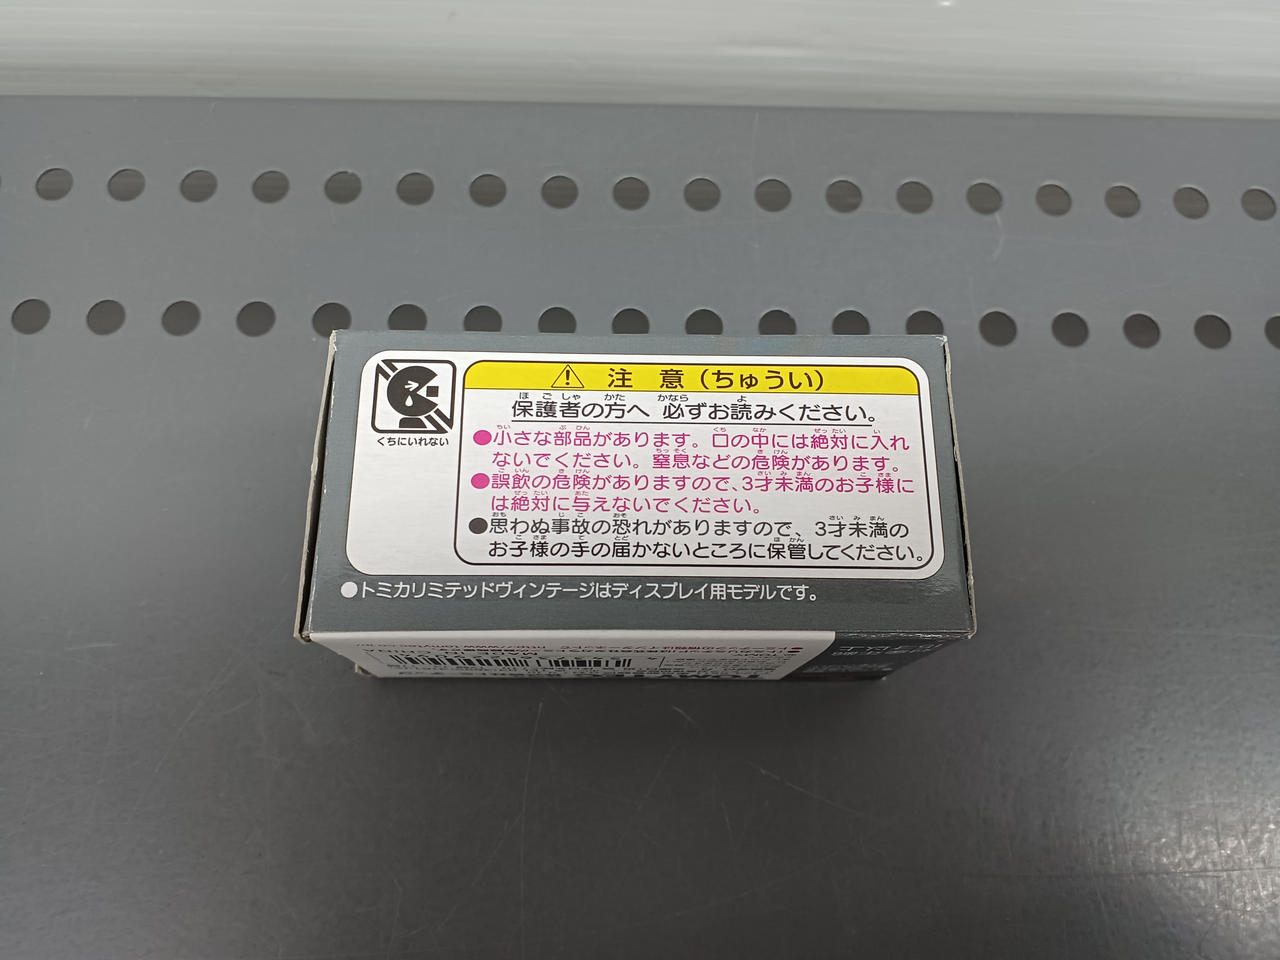 注 意 (ちゅうい)
保護者の方へ 必ずお読みください。
くちにいれない
●小さな部品があります。口の中には絶対に入れ
ないでください。窒息などの危険があります。
●誤飲の危険がありますので、3才未満のお子様に
は絶対に与えないでください。
●思わぬ事故の恐れがありますので、3才未満の
お子様の手の届かないところに保管してください。
●トミカリミテッドヴィンテージはディスプレイ用モデルです。